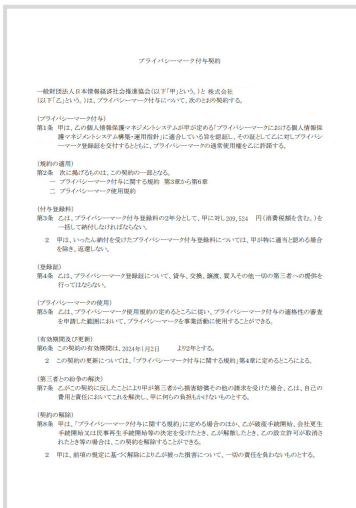 プライバシーマーク付与契約
一般財団法人日本情報経済社会推進協会(以下「甲」という。)と 株式会社
(以下「乙」という。)は、プライバシーマーク付与について、次のとおり契約する。
(プライバシーマーク付与)
第1条 甲は、乙の個人情報保護マネジメントシステムが甲が定める「プライバシーマークにおける個人情報保
護マネジメントシステム構築・運用指針」に適合している旨を認証し、その証として乙に対しプライバシ
ーマーク登録証を交付するとともに、プライバシーマークの通常使用権を乙に許諾する。
(規約の適用)
第2条 次に掲げるものは、この契約の一部となる。
一 プライバシーマーク付与に関する規約 第3章から第6章
二 プライバシーマーク使用規約
(付与登録料)
第3条 乙は、プライバシーマーク付与登録料の2年分として、甲に対し209,524 円(消費税額を含む。)を
一括して納付しなければならない。
2 甲は、いったん納付を受けたプライバシーマーク付与登録料については、甲が特に適当と認める場合
を除き、返還しない。
(登録証)
第4条 乙は、プライバシーマーク登録証について、貸与、交換、譲渡、質入その他一切の第三者への提供を
行ってはならない。
(プライバシーマークの使用)
第5条 乙は、プライバシーマーク使用規約の定めるところに従い、プライバシーマーク付与の適格性の審査
を申請した範囲において、プライバシーマークを事業活動に使用することができる。
(有効期間及び更新)
第6条 この契約の有効期間は、2024年1月2日 より2年とする。
2 この契約の更新については、「プライバシーマーク付与に関する規約」第4章に定めるところによる。
(第三者との紛争の解決)
第7条 乙がこの契約に反したことにより甲が第三者から損害賠償その他の請求を受けた場合、乙は、自己の
費用と責任においてこれを解決し、甲に何らの負担もかけないものとする。
(契約の解除)
第8条 甲は、「プライバシーマーク付与に関する規約」に定める場合のほか、乙が破産手続開始、会社更生
手続開始又は民事再生手続開始等の決定を受けたとき、乙が解散したとき、乙の設立許可が取消さ
れたとき等の場合は、この契約を解除することができる。
2 甲は、前項の規定に基づく解除により乙が被った損害について、一切の責任を負わないものとする。